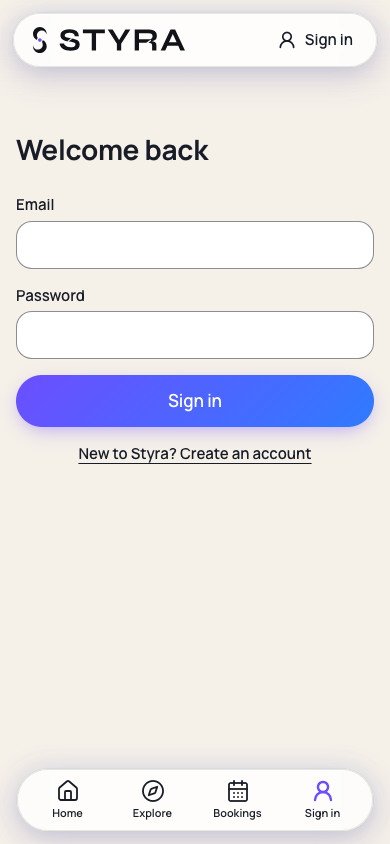 STYRA
Sign in
Welcome back
Email
Password
Sign in
New to Styra? Create an account
Home
Explore
Bookings
Sign in